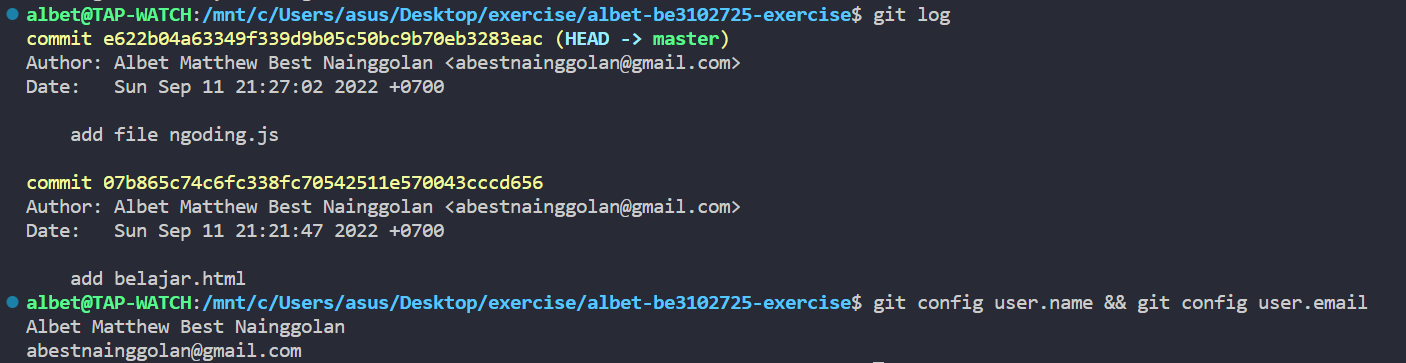 albet@TAP-WATCH:/mnt/c/Users/asus/Desktop/exercise/albet-be3102725-exercise$ git log
commit e622b04a63349f339d9b05c50bc9b70eb3283eac (HEAD -> master)
Author: Albet Matthew Best Nainggolan <abestnainggolan@gmail.com>
Date:   Sun Sep 11 21:27:02 2022 +0700
    add file ngoding.js
commit 07b865c74c6fc338fc70542511e570043cccd656
Author: Albet Matthew Best Nainggolan <abestnainggolan@gmail.com>
Date:   Sun Sep 11 21:21:47 2022 +0700
    add belajar.html
albet@TAP-WATCH:/mnt/c/Users/asus/Desktop/exercise/albet-be3102725-exercise$ git config user.name && git config user.email
Albet Matthew Best Nainggolan
abestnainggolan@gmail.com